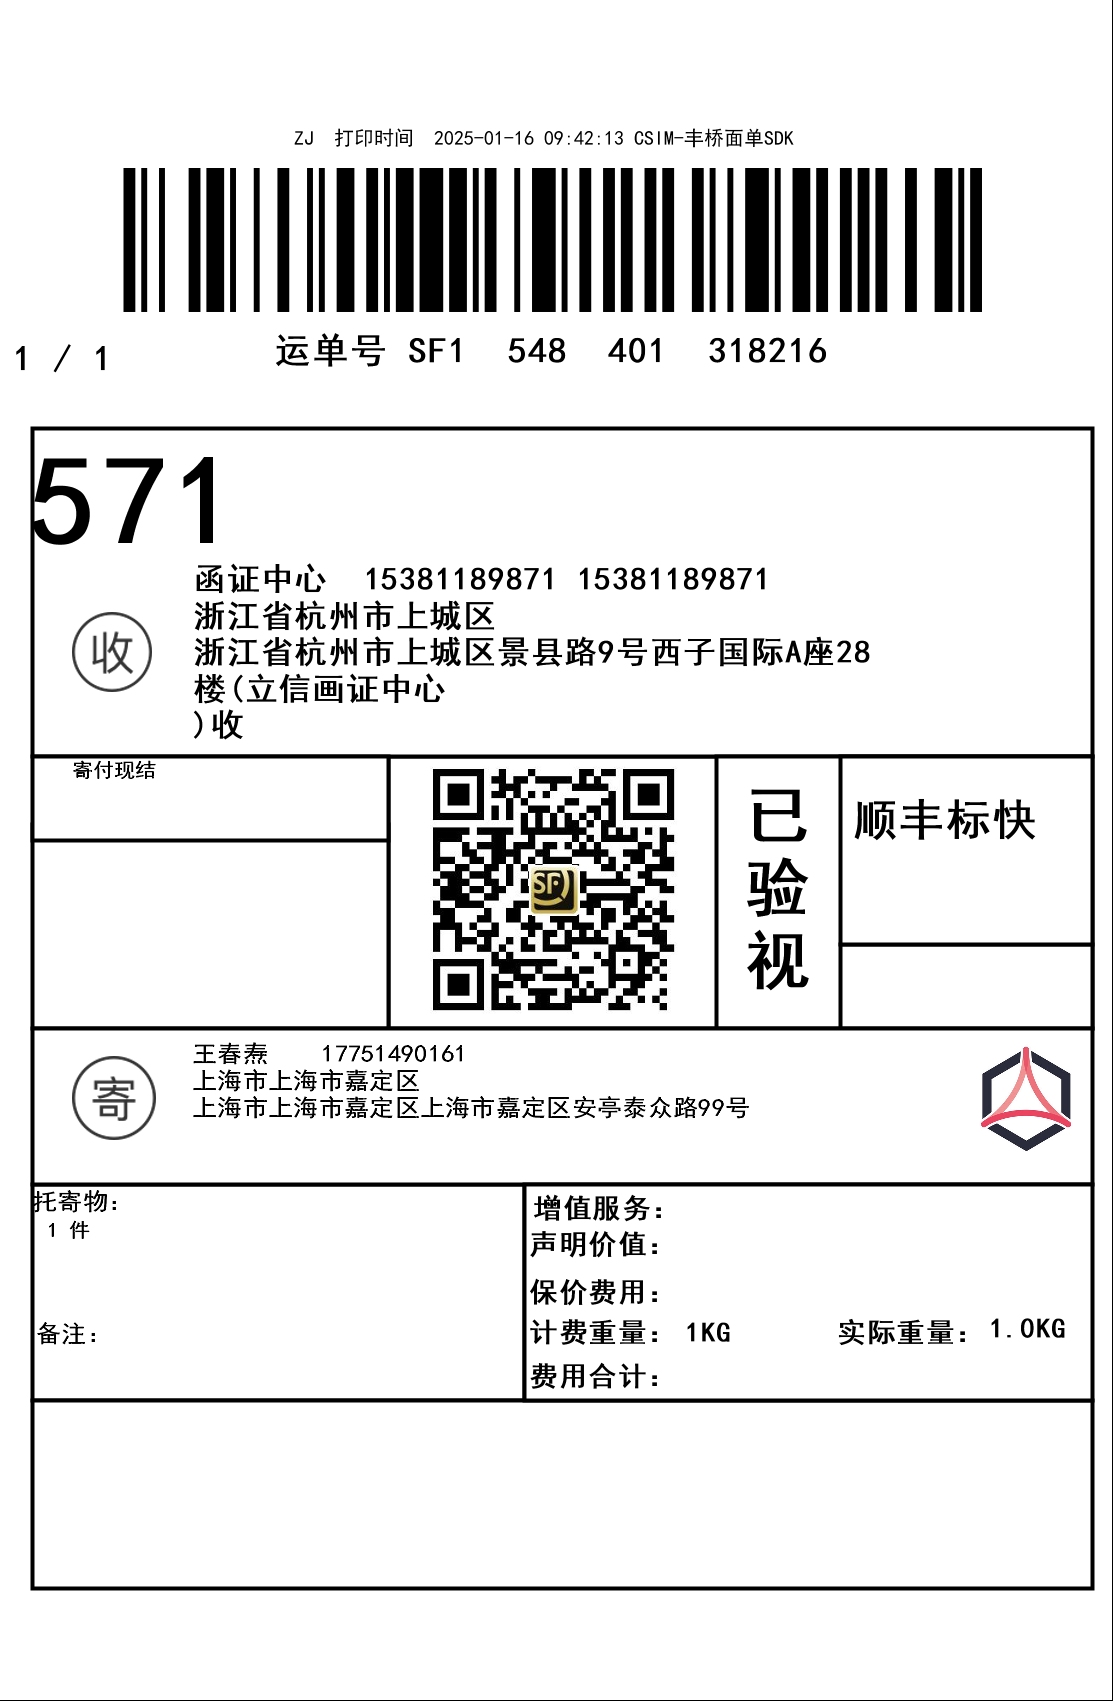 ZJ 打印时间 2025-01-16 09:42:13 CSIM-丰桥面单SDK
1 / 1
运单号 SF1 548 401 318216
571
收
函证中心 15381189871 15381189871
浙江省杭州市上城区
浙江省杭州市上城区景县路9号西子国际A座28
楼(立信画证中心
)收
寄付现结
SF
已
验
视
顺丰标快
寄
王春焘 17751490161
上海市上海市嘉定区
上海市上海市嘉定区上海市嘉定区安亭泰众路99号
托寄物:
1 件
备注:
增值服务:
声明价值:
保价费用:
计费重量: 1KG 实际重量: 1.0KG
费用合计: